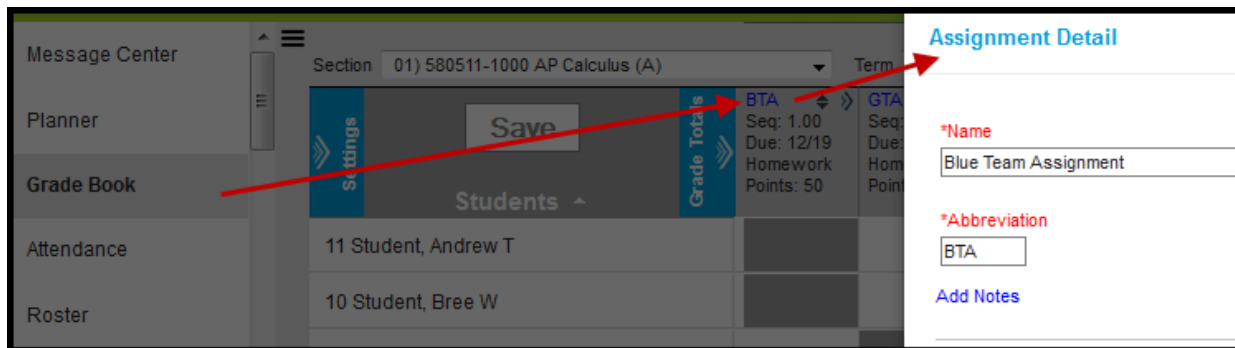 Message Center
Planner
Grade Book
Attendance
Roster
Section 01) 580511-1000 AP Calculus (A) Term
Settings
Save
Students
Grade Totals
BTA
Seq: 1.00
Due: 12/19
Homework
Points: 50
GTA
Seq:
Due:
Hom
Point
11 Student, Andrew T
10 Student, Bree W
Assignment Detail
*Name
Blue Team Assignment
*Abbreviation
BTA
Add Notes